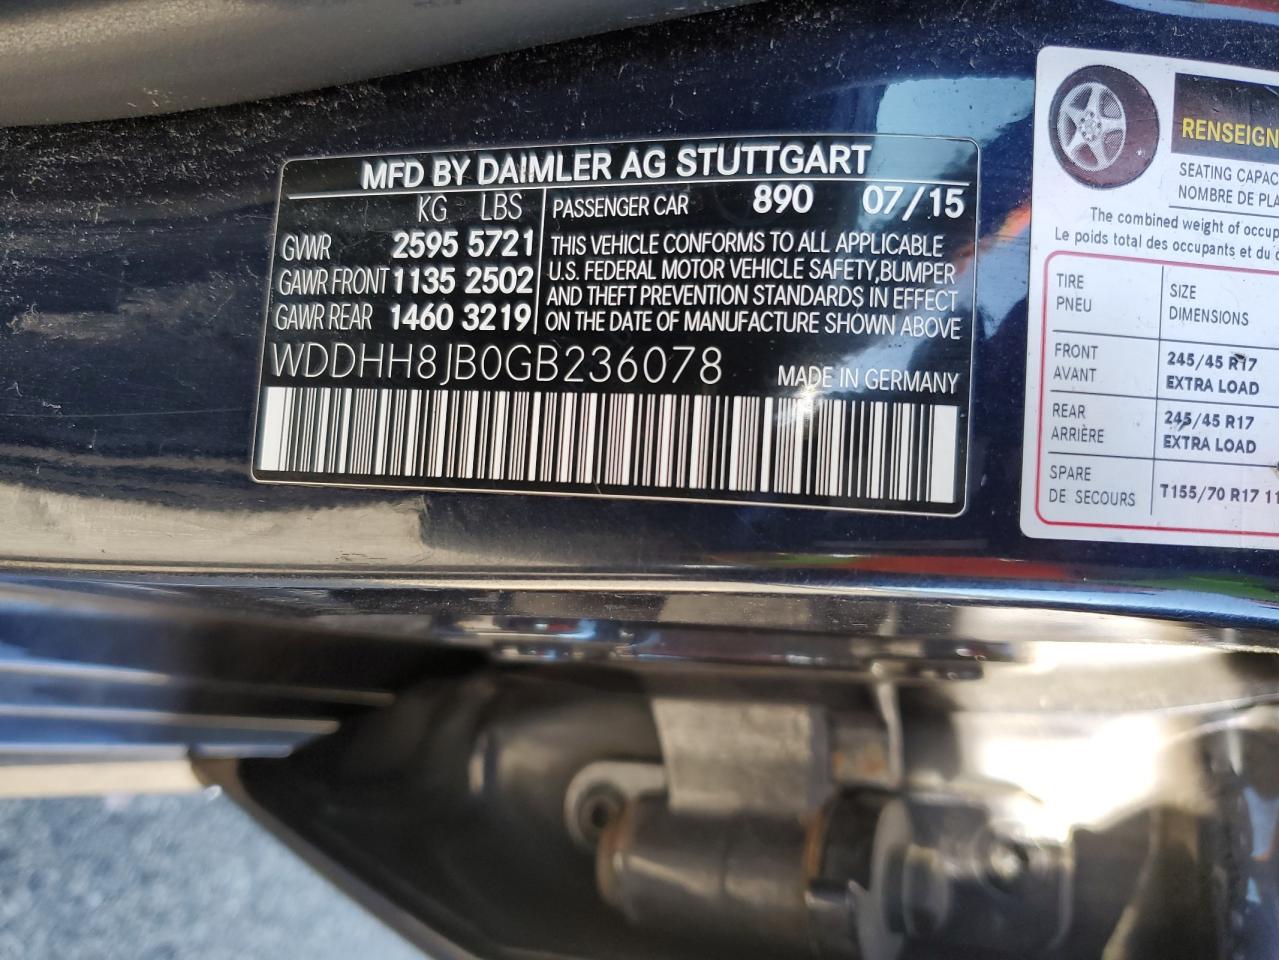 MFD BY DAIMLER AG STUTTGART
KG LBS
GVWR 2595 5721
GAWR FRONT 1135 2502
GAWR REAR 1460 3219
PASSENGER CAR 890 07/15
THIS VEHICLE CONFORMS TO ALL APPLICABLE
U.S. FEDERAL MOTOR VEHICLE SAFETY, BUMPER
AND THEFT PREVENTION STANDARDS IN EFFECT
ON THE DATE OF MANUFACTURE SHOWN ABOVE
WDDHH8JB0GB236078
MADE IN GERMANY
RENSEIGN
SEATING CAPAC
NOMBRE DE PLA
The combined weight of occup
Le poids total des occupants et du
TIRE
PNEU
SIZE
DIMENSIONS
FRONT
AVANT
245/45 R17
EXTRA LOAD
REAR
ARRIÈRE
245/45 R17
EXTRA LOAD
SPARE
DE SECOURS
T155/70 R17 11